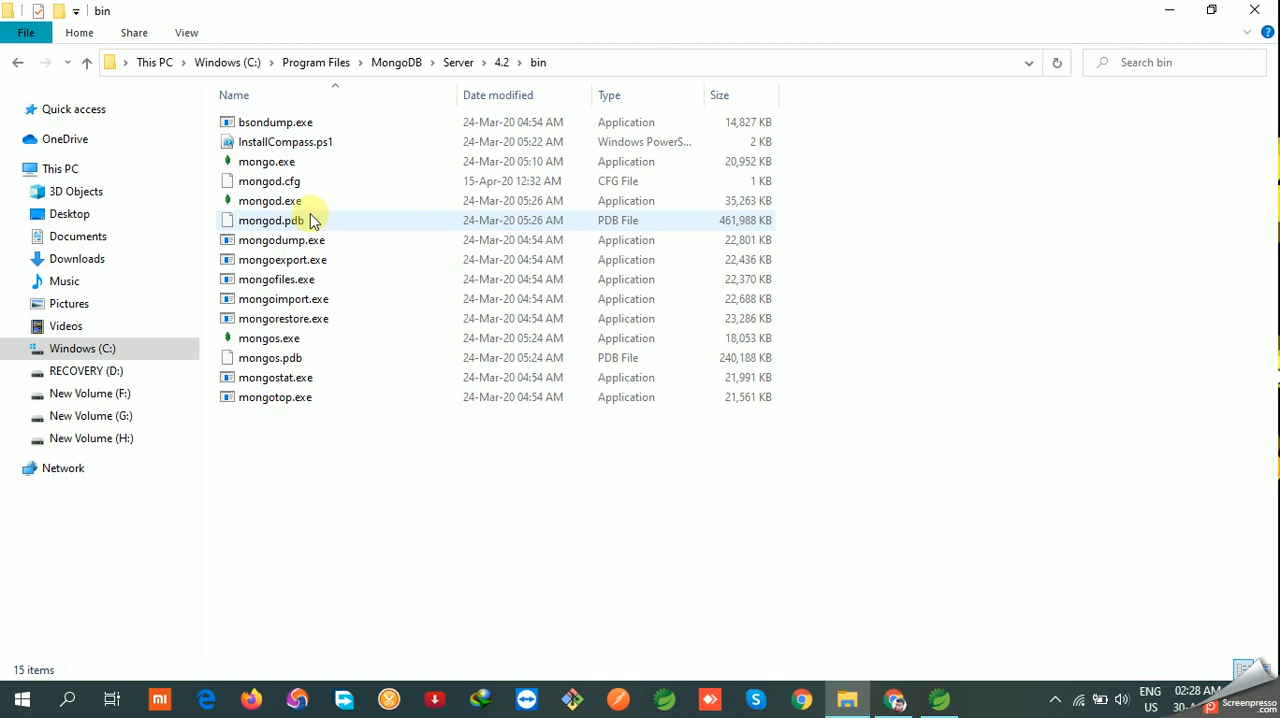 bin
File Home Share View
This PC Windows (C:) Program Files MongoDB Server 4.2 bin Search bin
Name Date modified Type Size
Quick access
OneDrive
This PC
3D Objects
Desktop
Documents
Downloads
Music
Pictures
Videos
Windows (C:)
RECOVERY (D:)
New Volume (F:)
New Volume (G:)
New Volume (H:)
Network
bsondump.exe 24-Mar-20 04:54 AM Application 14,827 KB
InstallCompass.ps1 24-Mar-20 05:22 AM Windows PowerS... 2 KB
mongo.exe 24-Mar-20 05:10 AM Application 20,952 KB
mongod.cfg 15-Apr-20 12:32 AM CFG File 1 KB
mongod.exe 24-Mar-20 05:26 AM Application 35,263 KB
mongod.pdb 24-Mar-20 05:26 AM PDB File 461,988 KB
mongodump.exe 24-Mar-20 04:54 AM Application 22,801 KB
mongoexport.exe 24-Mar-20 04:54 AM Application 22,436 KB
mongofiles.exe 24-Mar-20 04:54 AM Application 22,370 KB
mongoimport.exe 24-Mar-20 04:54 AM Application 22,688 KB
mongorestore.exe 24-Mar-20 04:54 AM Application 23,286 KB
mongos.exe 24-Mar-20 05:24 AM Application 18,053 KB
mongos.pdb 24-Mar-20 05:24 AM PDB File 240,188 KB
mongostat.exe 24-Mar-20 04:54 AM Application 21,991 KB
mongotop.exe 24-Mar-20 04:54 AM Application 21,561 KB
15 items
mi
ENG 02:28 AM
US
Screenpresso
.com